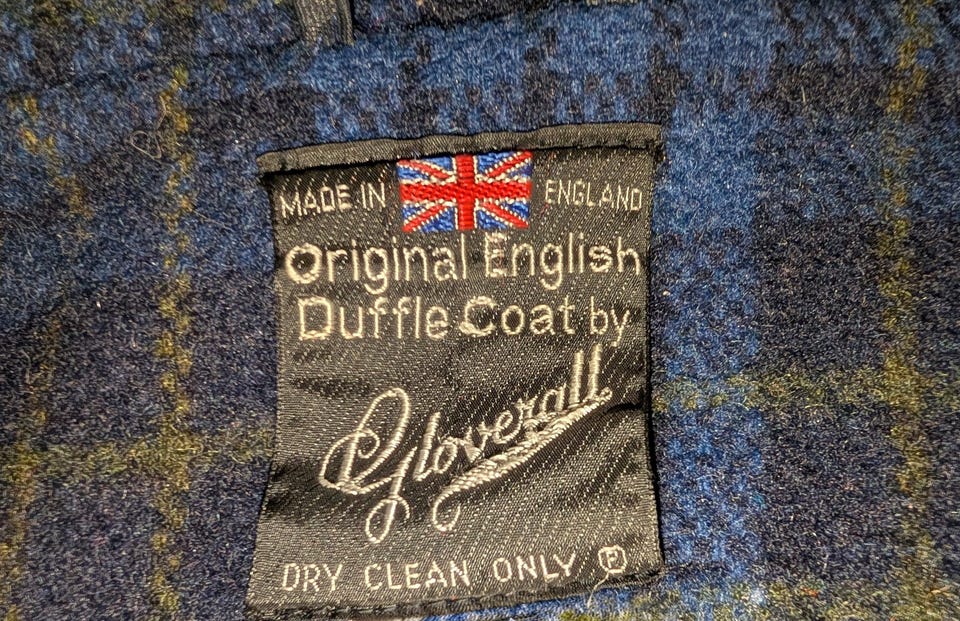 MADE IN ENGLAND
Original English
Duffle Coat by
Gloverall
DRY CLEAN ONLY Ⓟ